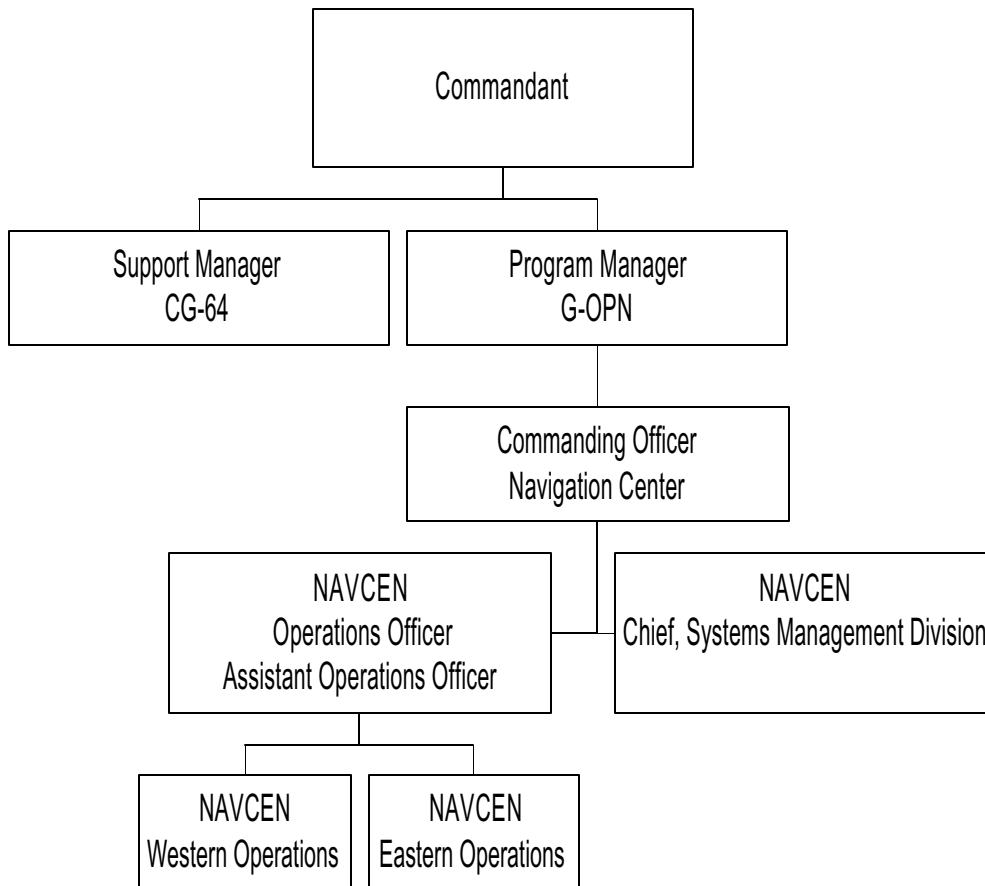 Commandant
Support Manager
CG-64
Program Manager
G-OPN
Commanding Officer
Navigation Center
NAVCEN
Operations Officer
Assistant Operations Officer
NAVCEN
Chief, Systems Management Division
NAVCEN
Western Operations
NAVCEN
Eastern Operations